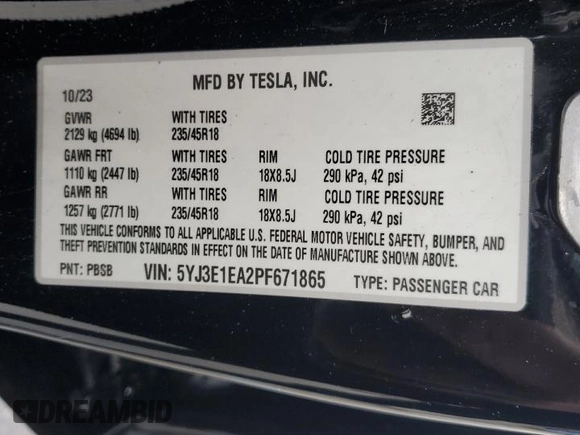 MFD BY TESLA, INC.
10/23
GVWR WITH TIRES
2129 kg (4694 lb) 235/45R18
GAWR FRT WITH TIRES RIM COLD TIRE PRESSURE
1110 kg (2447 lb) 235/45R18 18X8.5J 290 kPa, 42 psi
GAWR RR WITH TIRES RIM COLD TIRE PRESSURE
1257 kg (2771 lb) 235/45R18 18X8.5J 290 kPa, 42 psi
THIS VEHICLE CONFORMS TO ALL APPLICABLE U.S. FEDERAL MOTOR VEHICLE SAFETY, BUMPER, AND
THEFT PREVENTION STANDARDS IN EFFECT ON THE DATE OF MANUFACTURE SHOWN ABOVE.
PNT: PBSB VIN: 5YJ3E1EA2PF671865 TYPE: PASSENGER CAR
DREAMBID